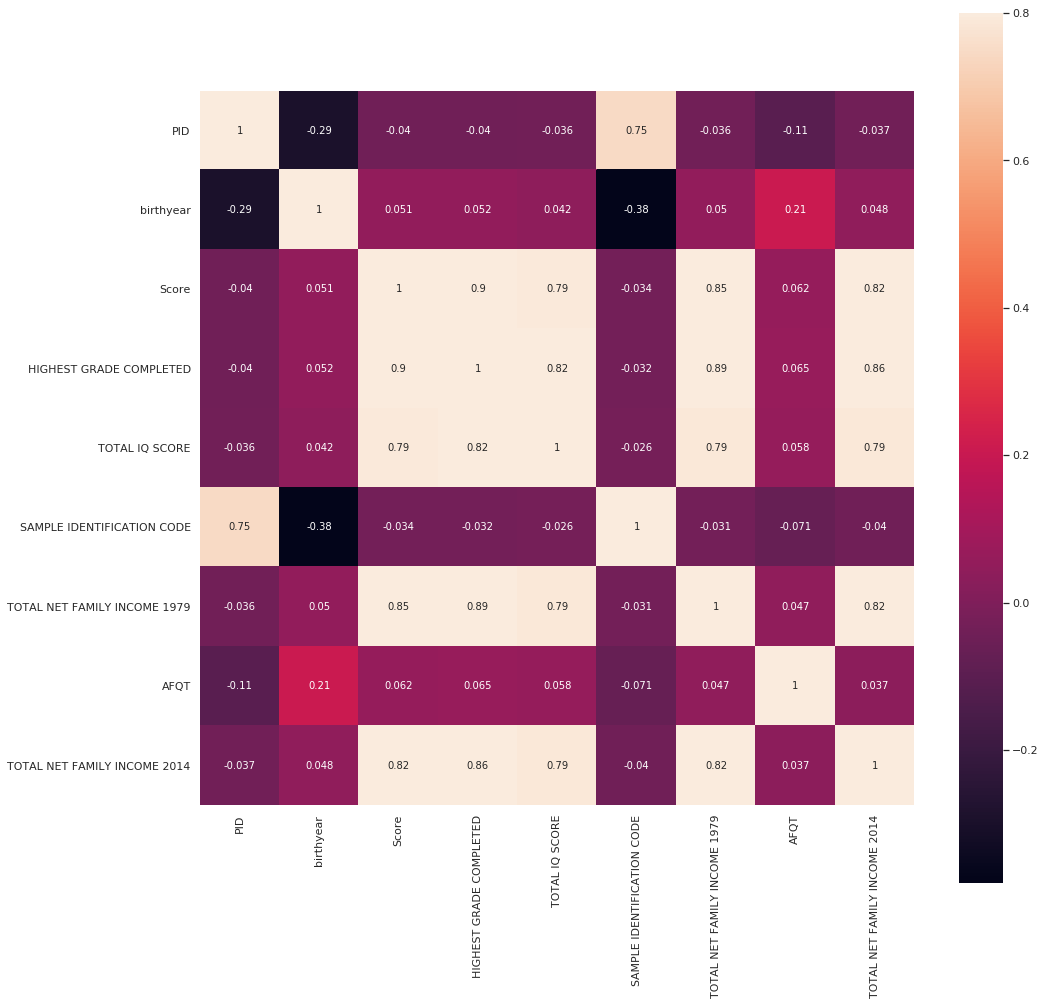 0.8
PID 1 -0.29 -0.04 -0.04 -0.036 0.75 -0.036 -0.11 -0.037
0.6
birthyear -0.29 1 0.051 0.052 0.042 -0.38 0.05 0.21 0.048
Score -0.04 0.051 1 0.9 0.79 -0.034 0.85 0.062 0.82
0.4
HIGHEST GRADE COMPLETED -0.04 0.052 0.9 1 0.82 -0.032 0.89 0.065 0.86
TOTAL IQ SCORE -0.036 0.042 0.79 0.82 1 -0.026 0.79 0.058 0.79
0.2
SAMPLE IDENTIFICATION CODE 0.75 -0.38 -0.034 -0.032 -0.026 1 -0.031 -0.071 -0.04
0.0
TOTAL NET FAMILY INCOME 1979 -0.036 0.05 0.85 0.89 0.79 -0.031 1 0.047 0.82
AFQT -0.11 0.21 0.062 0.065 0.058 -0.071 0.047 1 0.037
−0.2
TOTAL NET FAMILY INCOME 2014 -0.037 0.048 0.82 0.86 0.79 -0.04 0.82 0.037 1
PID
birthyear
Score
HIGHEST GRADE COMPLETED
TOTAL IQ SCORE
SAMPLE IDENTIFICATION CODE
TOTAL NET FAMILY INCOME 1979
AFQT
TOTAL NET FAMILY INCOME 2014